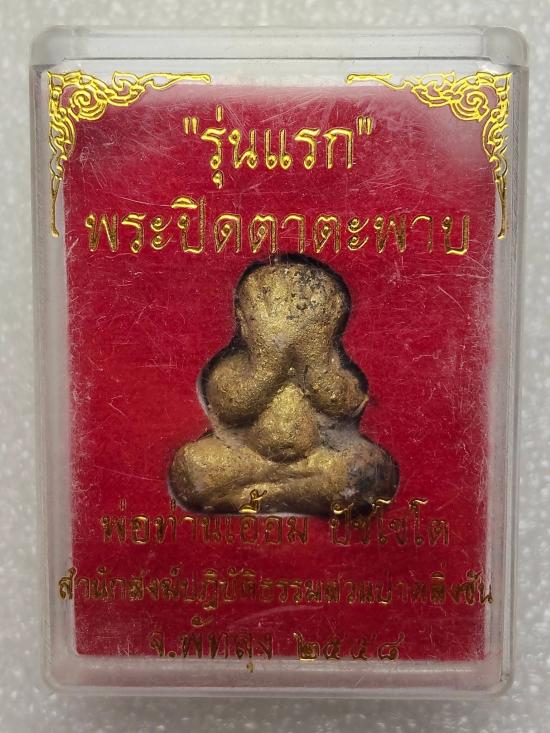 "รุ่นแรก"
พระปิดตาตะพาบ
พ่อท่านเอื้อม ปัชโชโต
สำนักสงฆ์ปฏิบัติธรรมสวนป่าตลิ่งชัน
จ.พัทลุง ๒๕๕๘